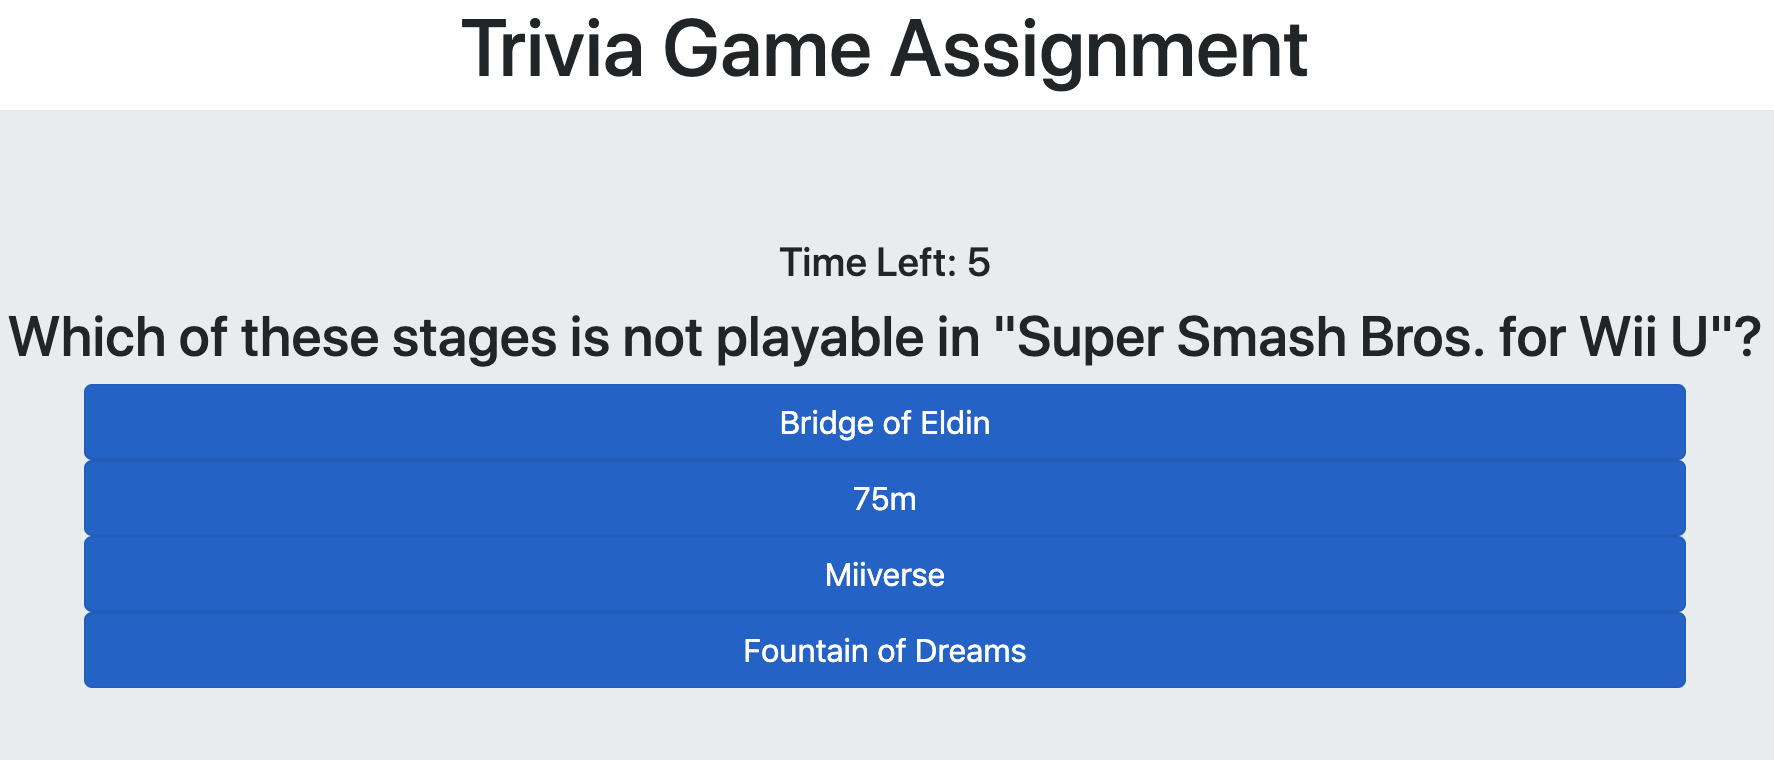 Trivia Game Assignment
Time Left: 5
Which of these stages is not playable in "Super Smash Bros. for Wii U"?
Bridge of Eldin
75m
Miiverse
Fountain of Dreams